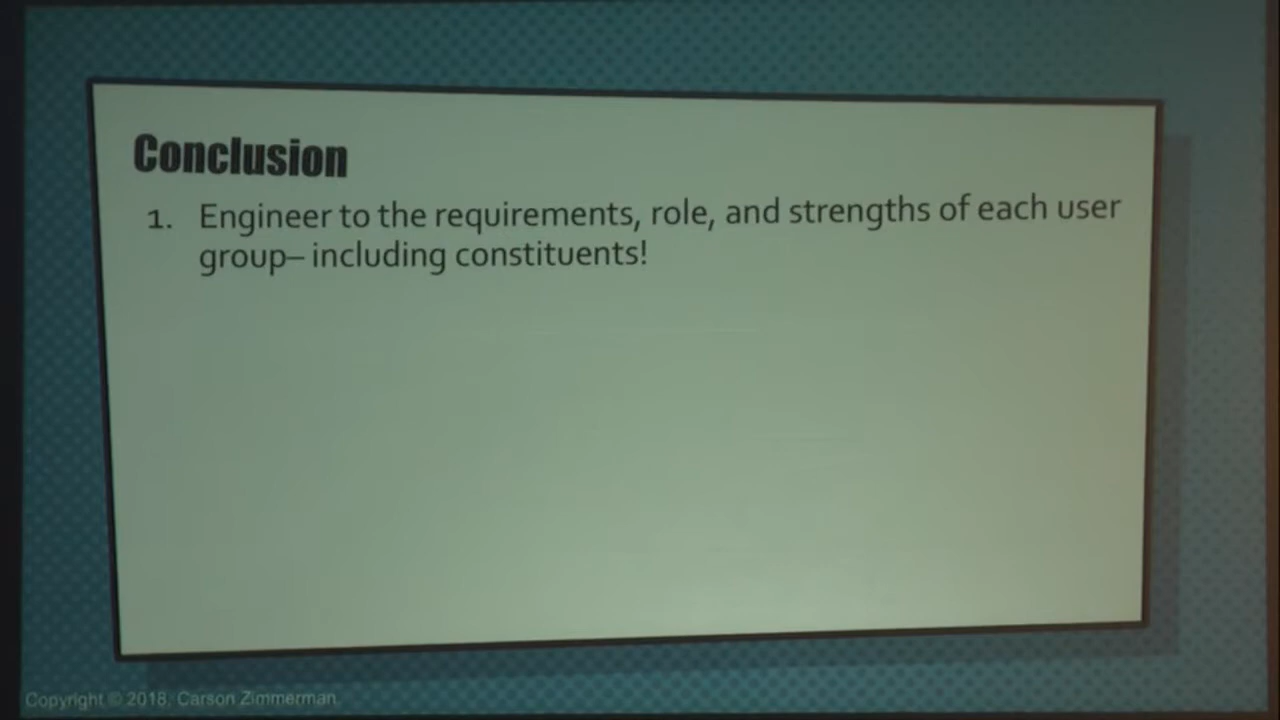 Conclusion
1. Engineer to the requirements, role, and strengths of each user
group– including constituents!
Copyright © 2018, Carson Zimmerman